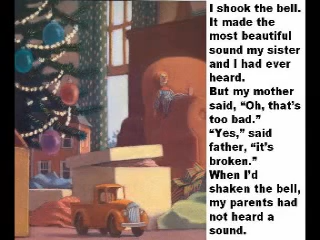 I shook the bell.
It made the
most beautiful
sound my sister
and I had ever
heard.
But my mother
said, “Oh, that’s
too bad.”
“Yes,” said
father, “it’s
broken.”
When I’d
shaken the bell,
my parents had
not heard a
sound.